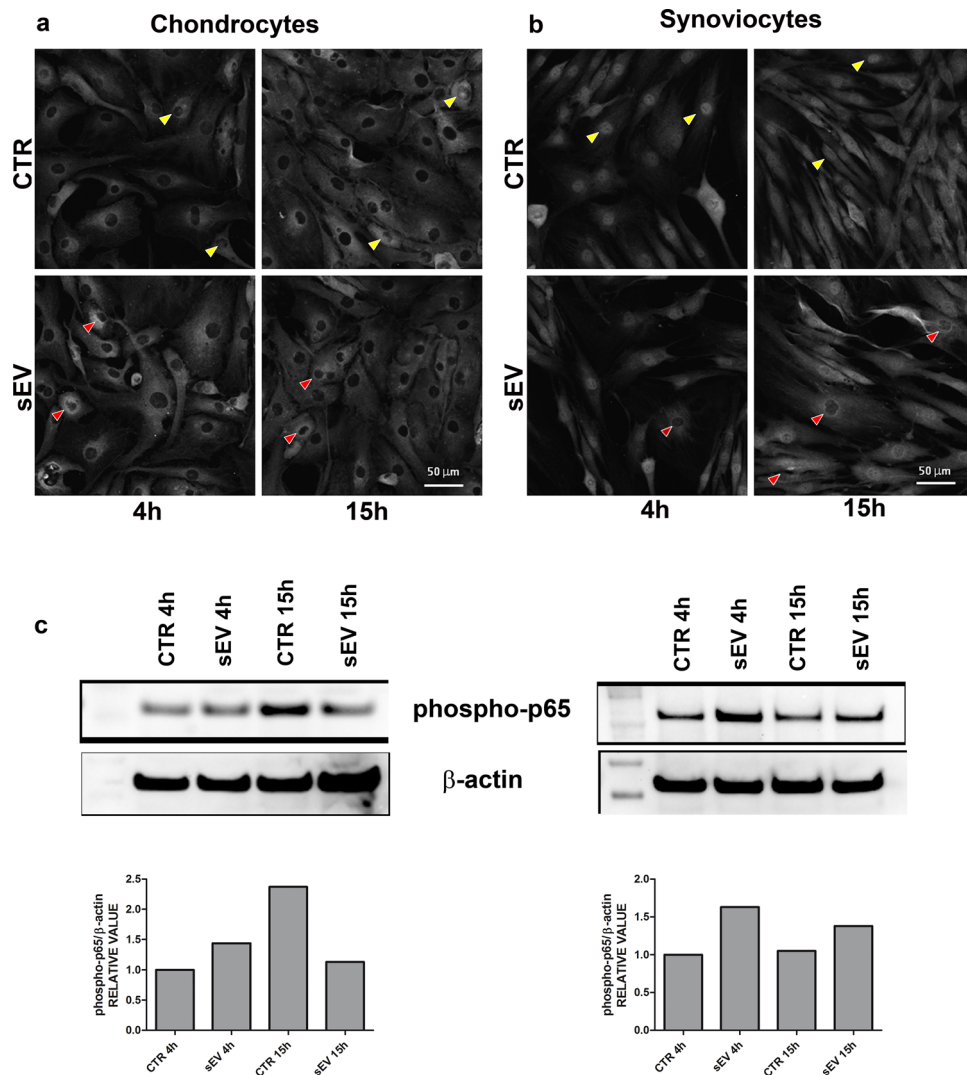 a
Chondrocytes
b
Synoviocytes
CTR
sEV
50 μm
4h
15h
CTR
sEV
50 μm
4h
15h
c
CTR 4h
sEV 4h
CTR 15h
sEV 15h
CTR 4h
sEV 4h
CTR 15h
sEV 15h
phospho-p65
β-actin
phospho-p65/β-actin
RELATIVE VALUE
2.5
2.0
1.5
1.0
0.5
0.0
CTR 4h
sEV 4h
CTR 15h
sEV 15h
phospho-p65/β-actin
RELATIVE VALUE
2.0
1.5
1.0
0.5
0.0
CTR 4h
sEV 4h
CTR 15h
sEV 15h